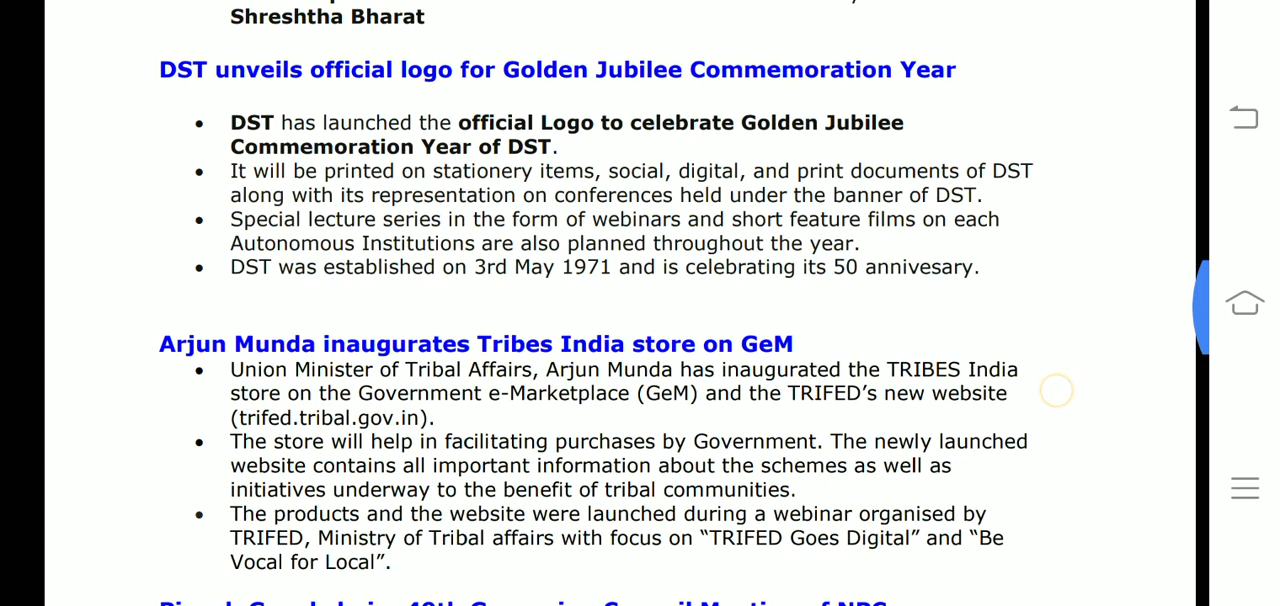 Shreshtha Bharat
DST unveils official logo for Golden Jubilee Commemoration Year
• DST has launched the official Logo to celebrate Golden Jubilee
Commemoration Year of DST.
• It will be printed on stationery items, social, digital, and print documents of DST
along with its representation on conferences held under the banner of DST.
• Special lecture series in the form of webinars and short feature films on each
Autonomous Institutions are also planned throughout the year.
• DST was established on 3rd May 1971 and is celebrating its 50 annivesary.
Arjun Munda inaugurates Tribes India store on GeM
• Union Minister of Tribal Affairs, Arjun Munda has inaugurated the TRIBES India
store on the Government e-Marketplace (GeM) and the TRIFED’s new website
(trifed.tribal.gov.in).
• The store will help in facilitating purchases by Government. The newly launched
website contains all important information about the schemes as well as
initiatives underway to the benefit of tribal communities.
• The products and the website were launched during a webinar organised by
TRIFED, Ministry of Tribal affairs with focus on “TRIFED Goes Digital” and “Be
Vocal for Local”.